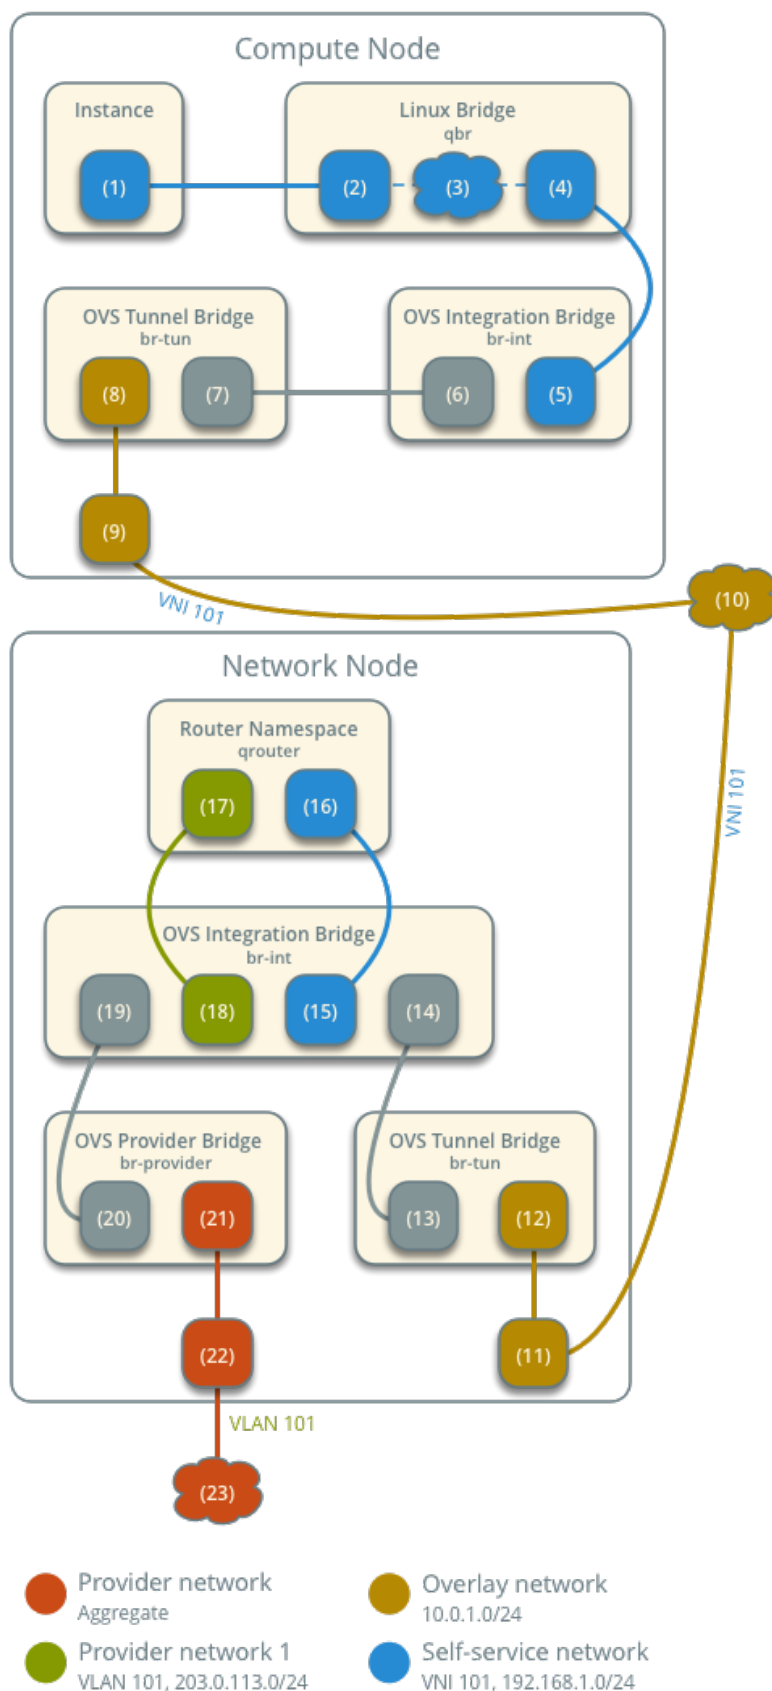 Compute Node
Instance
Linux Bridge
qbr
(1)
(2)
(3)
(4)
OVS Tunnel Bridge
br-tun
OVS Integration Bridge
br-int
(8)
(7)
(6)
(5)
(9)
VNI 101
(10)
Network Node
Router Namespace
qrouter
(17)
(16)
VNI 101
OVS Integration Bridge
br-int
(19)
(18)
(15)
(14)
OVS Provider Bridge
br-provider
OVS Tunnel Bridge
br-tun
(20)
(21)
(13)
(12)
(22)
(11)
VLAN 101
(23)
Provider network
Aggregate
Overlay network
10.0.1.0/24
Provider network 1
VLAN 101, 203.0.113.0/24
Self-service network
VNI 101, 192.168.1.0/24